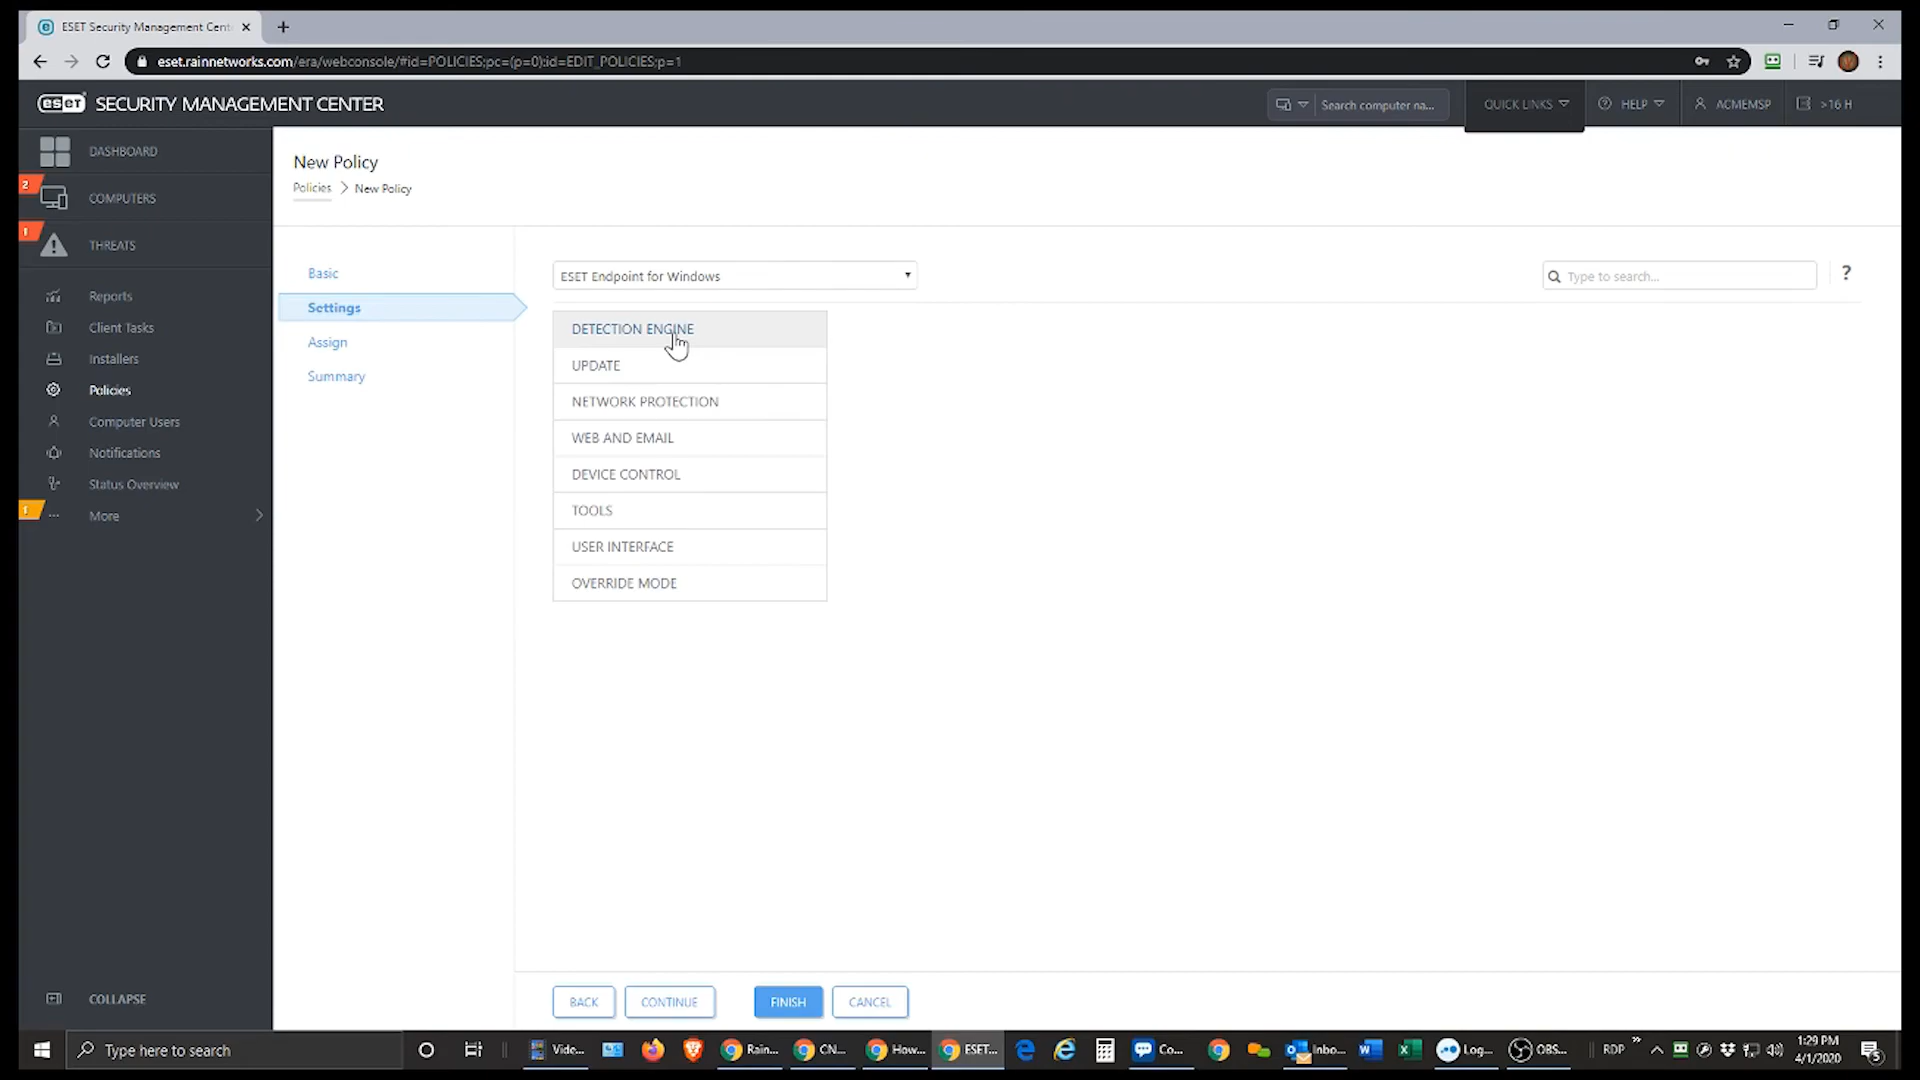 ESET Security Management Cent
eset.rainnetworks.com/era/webconsole/#id=POLICIES;pc=(p=0):id=EDIT_POLICIES;p=1
eset SECURITY MANAGEMENT CENTER
Search computer na...
QUICK LINKS
HELP
ACMEMSP
>16 H
DASHBOARD
2
COMPUTERS
1
THREATS
Reports
Client Tasks
Installers
Policies
Computer Users
Notifications
Status Overview
1
More
COLLAPSE
New Policy
Policies > New Policy
Basic
Settings
Assign
Summary
ESET Endpoint for Windows
Type to search...
?
DETECTION ENGINE
UPDATE
NETWORK PROTECTION
WEB AND EMAIL
DEVICE CONTROL
TOOLS
USER INTERFACE
OVERRIDE MODE
BACK
CONTINUE
FINISH
CANCEL
Type here to search
Vide...
Rain...
CN...
How...
ESET...
Co...
Inbo...
Log...
OBS...
RDP
1:29 PM
4/1/2020
5